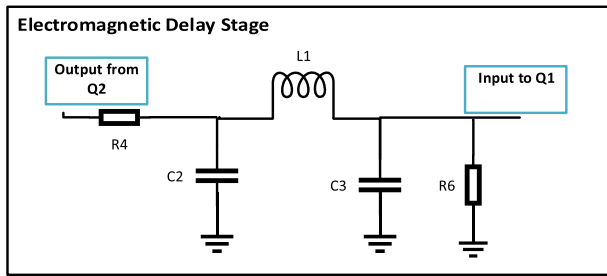 Electromagnetic Delay Stage
Output from
Q2
L1
Input to Q1
R4
C2
C3
R6